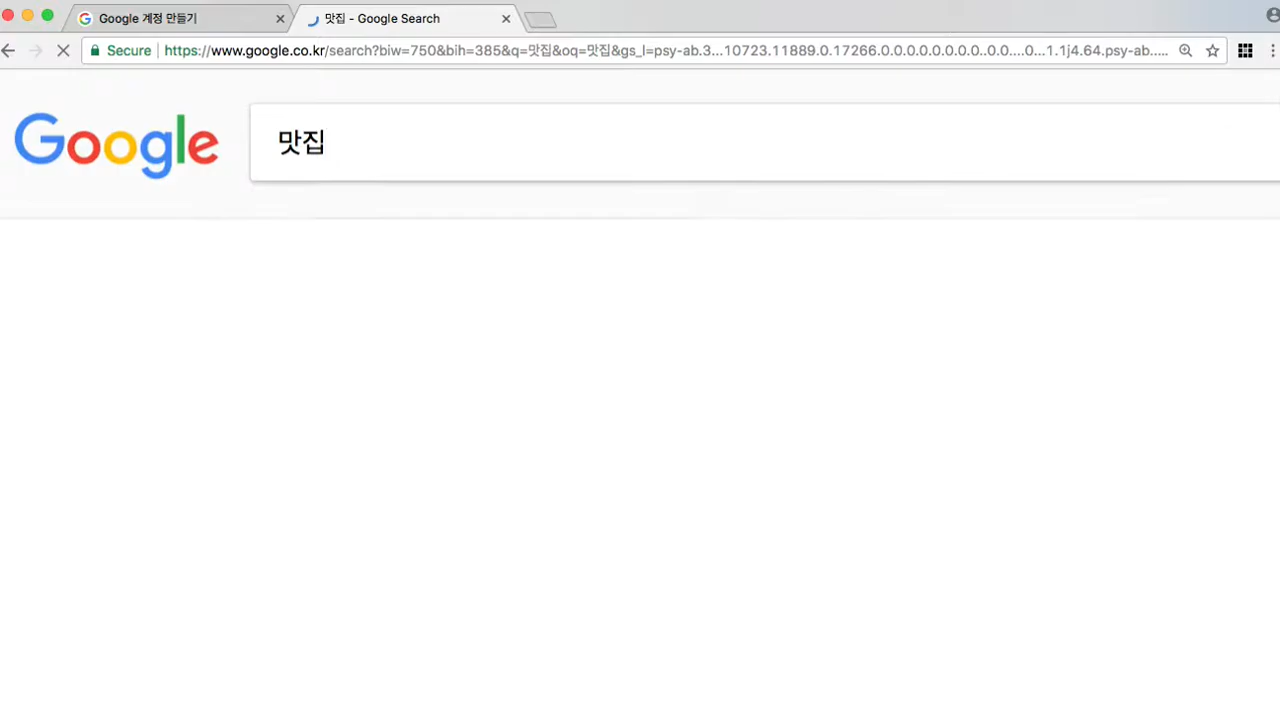 Google 계정 만들기
맛집 - Google Search
Secure https://www.google.co.kr/search?biw=750&bih=385&q=맛집&oq=맛집&gs_l=psy-ab.3...10723.11889.0.17266.0.0.0.0.0.0.0.0..0.0....0...1.1j4.64.psy-ab.....
Google
맛집